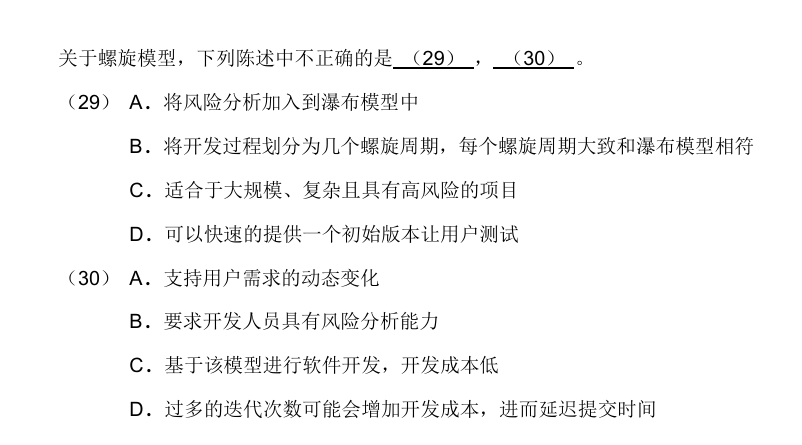 关于螺旋模型，下列陈述中不正确的是（29），（30）。
（29） A．将风险分析加入到瀑布模型中
B．将开发过程划分为几个螺旋周期，每个螺旋周期大致和瀑布模型相符
C．适合于大规模、复杂且具有高风险的项目
D．可以快速的提供一个初始版本让用户测试
（30） A．支持用户需求的动态变化
B．要求开发人员具有风险分析能力
C．基于该模型进行软件开发，开发成本低
D．过多的迭代次数可能会增加开发成本，进而延迟提交时间